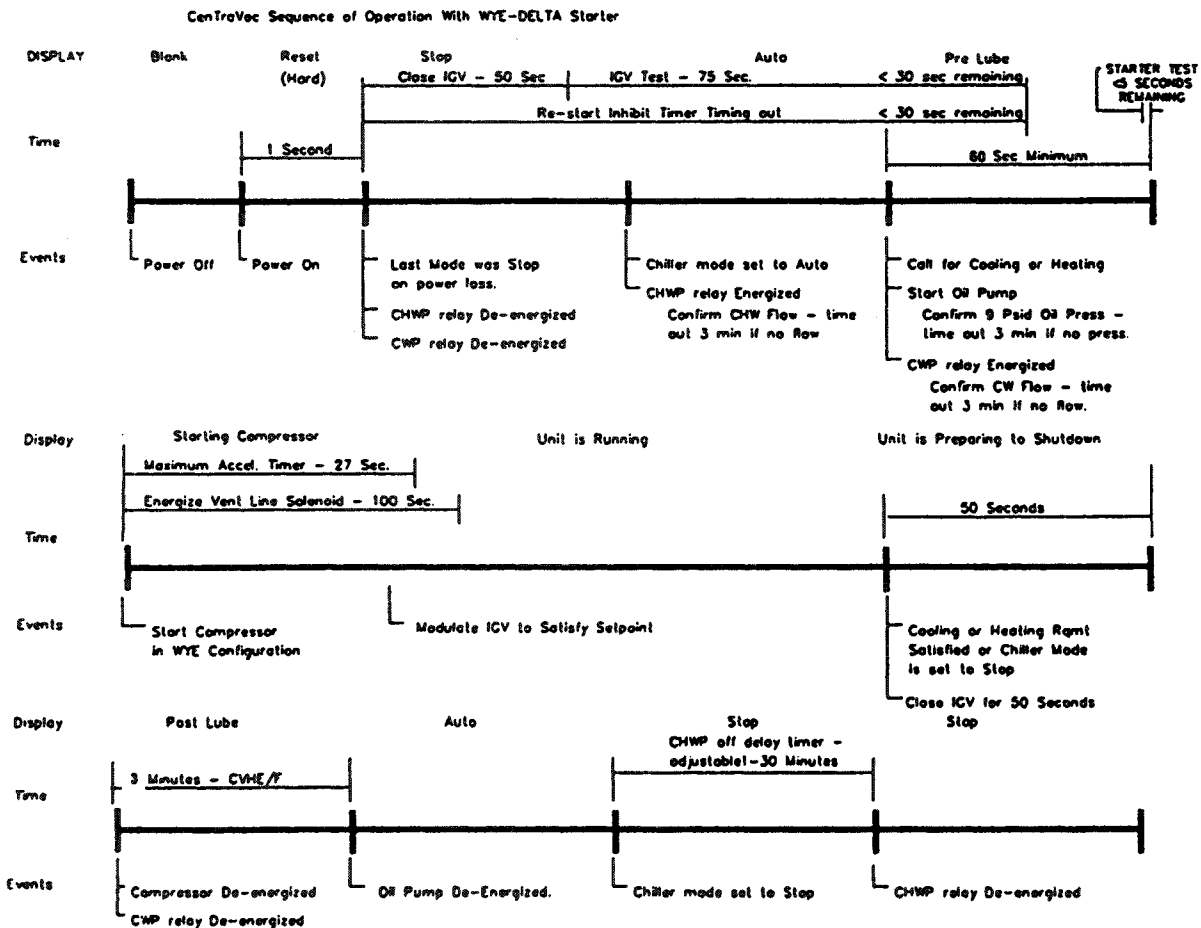 CenTraVac Sequence of Operation With WYE-DELTA Starter
DISPLAY Blank Reset (Hard) Stop Auto Pre Lube
Close IGV - 50 Sec IGV Test - 75 Sec. < 30 sec remaining
STARTER TEST
<5 SECONDS
REMAINING
Re-start Inhibit Timer Timing out < 30 sec remaining
Time
1 Second
60 Sec Minimum
Events
Power Off
Power On
Last Mode was Stop
on power loss.
CHWP relay De-energized
CWP relay De-energized
Chiller mode set to Auto
CHWP relay Energized
Confirm CHW Flow - time
out 3 min if no flow
Call for Cooling or Heating
Start Oil Pump
Confirm 9 Psid Oil Press -
time out 3 min if no press.
CWP relay Energized
Confirm CW Flow - time
out 3 min if no flow.
Display Starting Compressor Unit is Running Unit is Preparing to Shutdown
Maximum Accel. Timer - 27 Sec.
Energize Vent Line Solenoid - 100 Sec.
50 Seconds
Time
Events
Start Compressor
in WYE Configuration
Modulate IGV to Satisfy Setpoint
Cooling or Heating Rqmt
Satisfied or Chiller Mode
is set to Stop
Close IGV for 50 Seconds
Display Post Lube Auto Stop Stop
CHWP off delay timer -
adjustable1-30 Minutes
3 Minutes - CVHE/F
Time
Events
Compressor De-energized
CWP relay De-energized
Oil Pump De-Energized.
Chiller mode set to Stop
CHWP relay De-energized